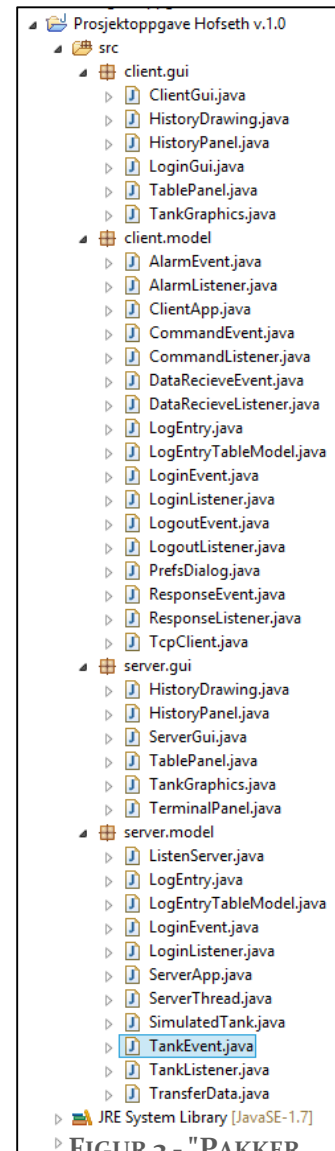 Prosjektoppgave Hofseth v.1.0
src
client.gui
ClientGui.java
HistoryDrawing.java
HistoryPanel.java
LoginGui.java
TablePanel.java
TankGraphics.java
client.model
AlarmEvent.java
AlarmListener.java
ClientApp.java
CommandEvent.java
CommandListener.java
DataRecieveEvent.java
DataRecieveListener.java
LogEntry.java
LogEntryTableModel.java
LoginEvent.java
LoginListener.java
LogoutEvent.java
LogoutListener.java
PrefsDialog.java
ResponseEvent.java
ResponseListener.java
TcpClient.java
server.gui
HistoryDrawing.java
HistoryPanel.java
ServerGui.java
TablePanel.java
TankGraphics.java
TerminalPanel.java
server.model
ListenServer.java
LogEntry.java
LogEntryTableModel.java
LoginEvent.java
LoginListener.java
ServerApp.java
ServerThread.java
SimulatedTank.java
TankEvent.java
TankListener.java
TransferData.java
JRE System Library [JavaSE-1.7]
FIGUR 2 - "PAKKER